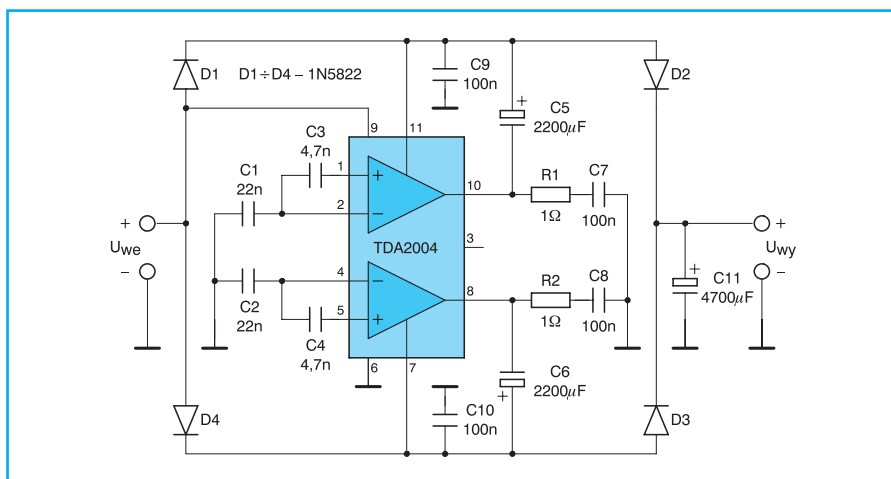 D1
D1÷D4 – 1N5822
C9
100n
D2
+
C5
2200μF
9
11
C3
4,7n
C1
22n
1
+
2
–
10
R1
1Ω
C7
100n
+
Uwe
–
TDA2004
3
+
Uwy
–
+
C11
4700μF
C2
22n
4
–
5
+
8
R2
1Ω
C8
100n
C4
4,7n
6
7
C6
2200μF
+
D4
C10
100n
D3